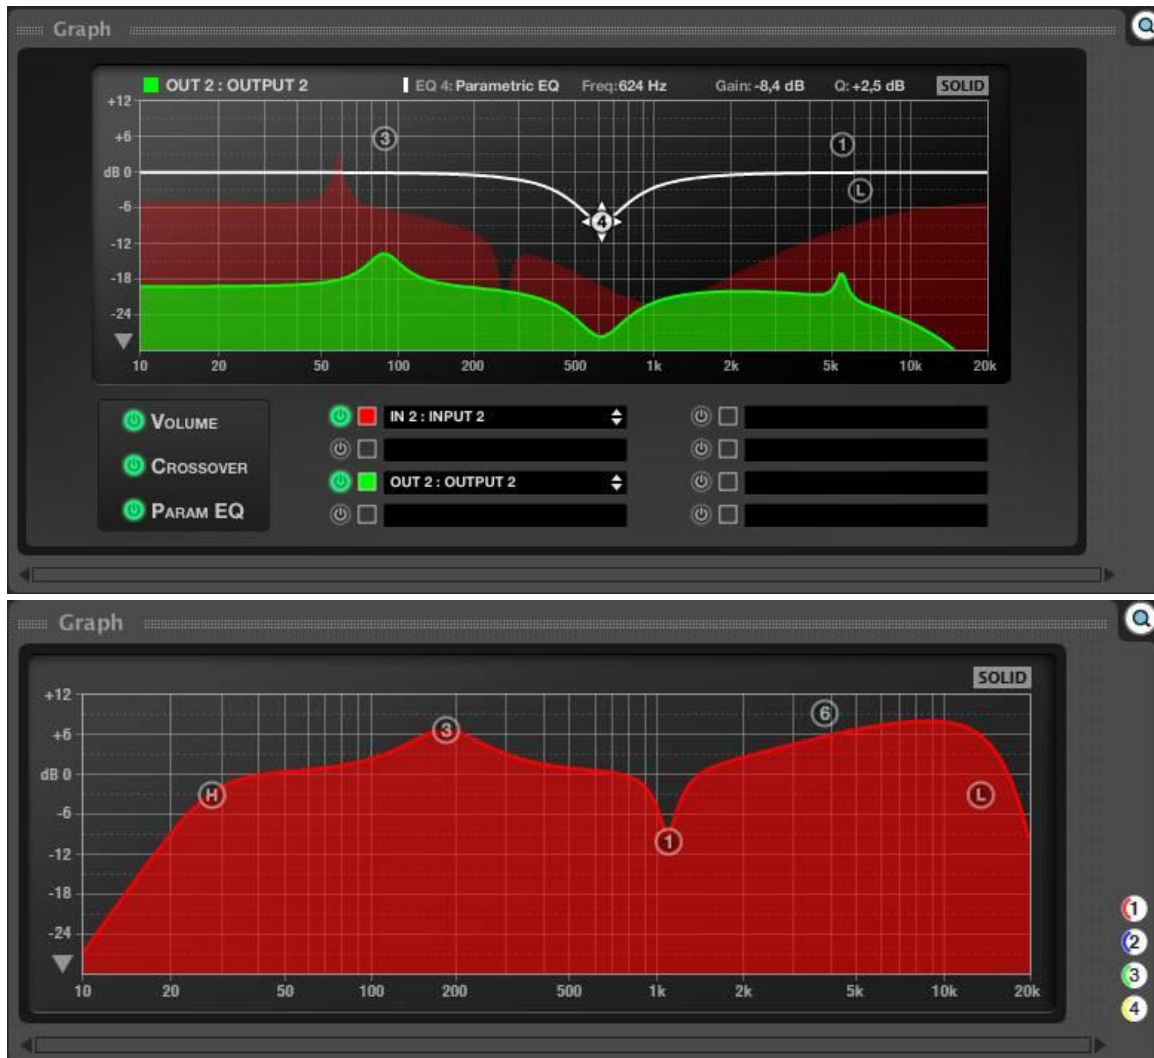 Graph
OUT 2 : OUTPUT 2 EQ 4: Parametric EQ Freq:624 Hz Gain: -8,4 dB Q: +2,5 dB SOLID
+12
+6
dB 0
-6
-12
-18
-24
3
1
L
4
10 20 50 100 200 500 1k 2k 5k 10k 20k
VOLUME
CROSSOVER
PARAM EQ
IN 2 : INPUT 2
OUT 2 : OUTPUT 2
Graph
SOLID
+12
+6
dB 0
-6
-12
-18
-24
6
3
H
L
1
10 20 50 100 200 500 1k 2k 5k 10k 20k
1
2
3
4